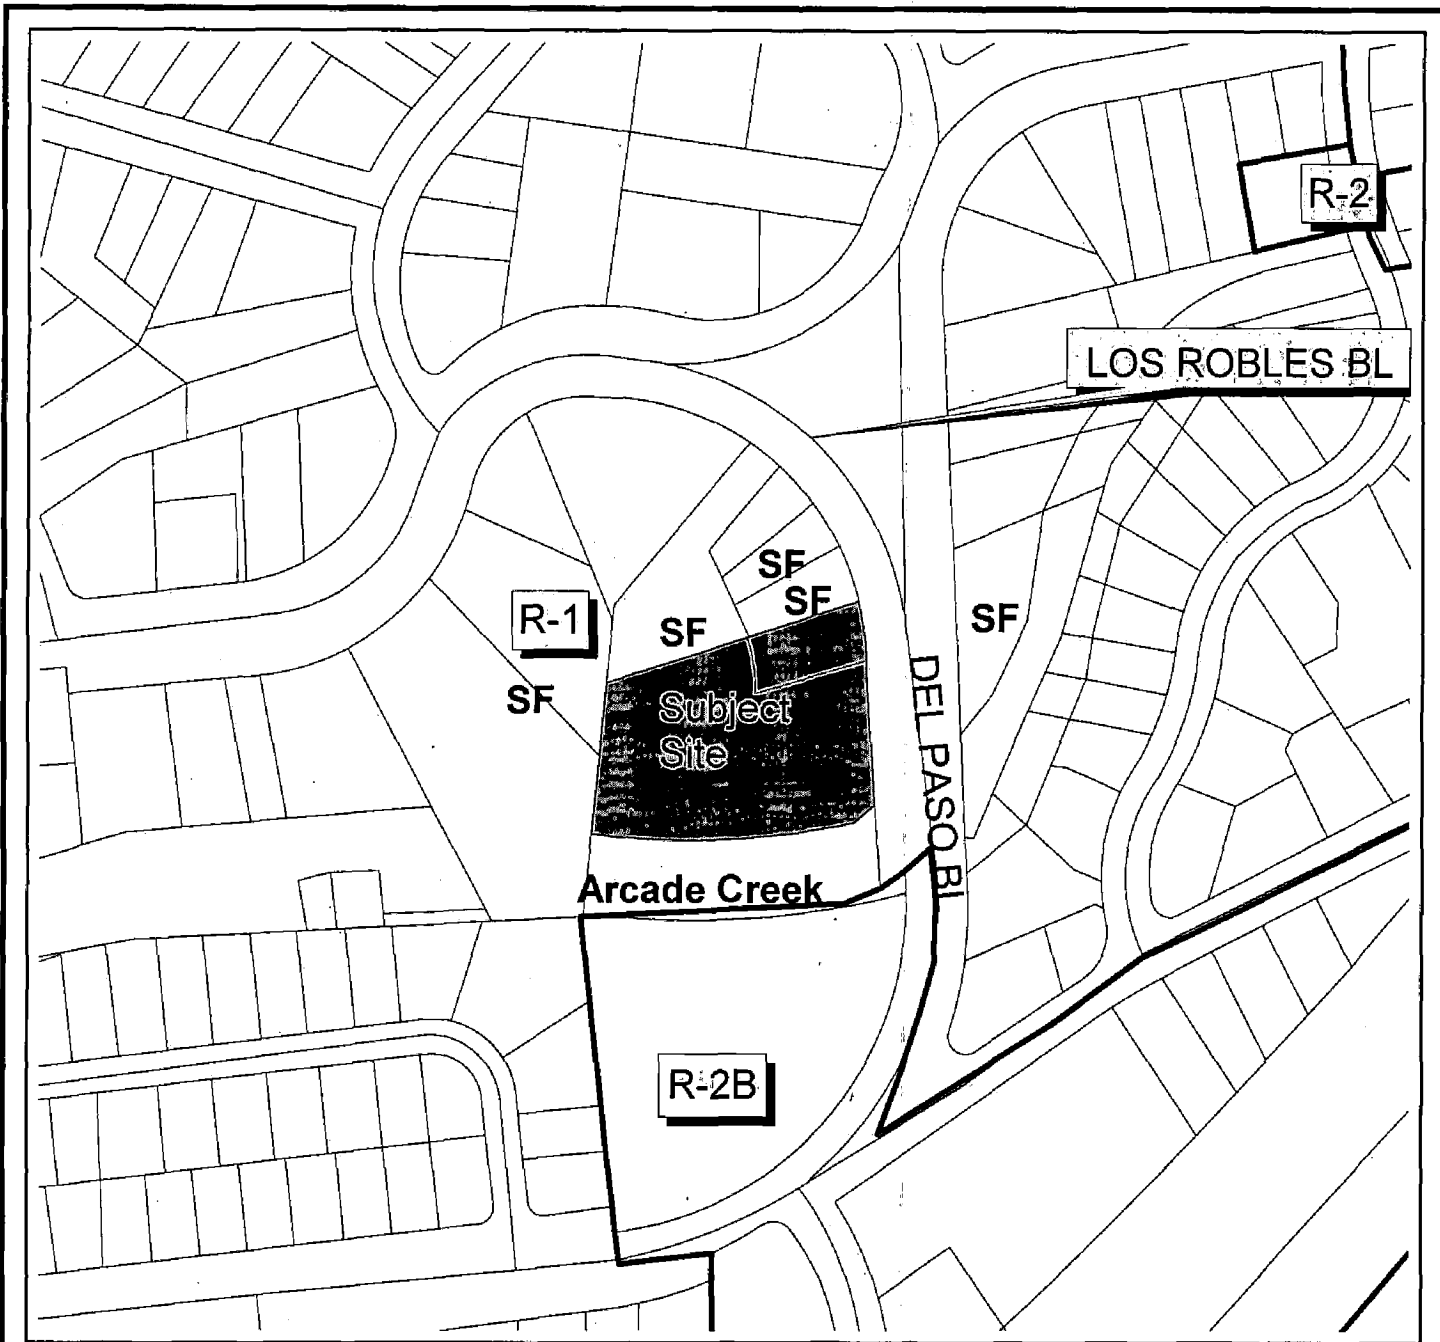 R-2
LOS ROBLES BL
SF
SF
R-1
SF
SF
SF
Subject
Site
DEL PASO BL
Arcade Creek
R-2B